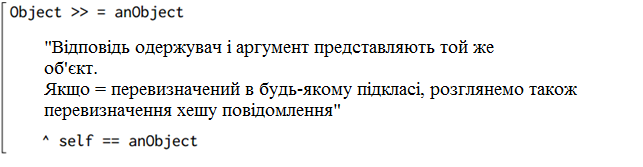 Object >> = anObject
"Відповідь одержувач і аргумент представляють той же
об'єкт.
Якщо = перевизначений в будь-якому підкласі, розглянемо також
перевизначення хешу повідомлення"
^ self == anObject